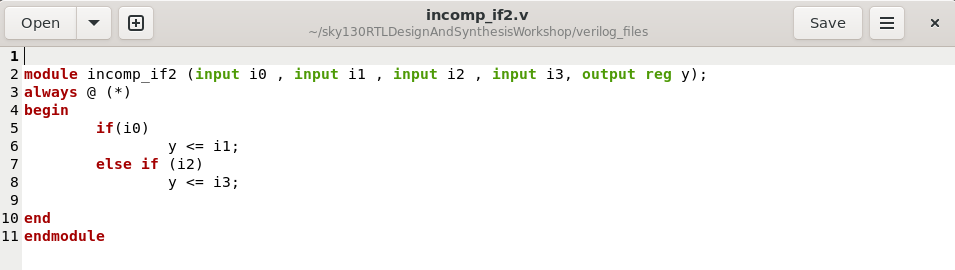 incomp_if2.v
Open
~/sky130RTLDesignAndSynthesisWorkshop/verilog_files
Save
1
2 module incomp_if2 (input i0 , input i1 , input i2 , input i3, output reg y);
3 always @ (*)
4 begin
5         if(i0)
6                 y <= i1;
7         else if (i2)
8                 y <= i3;
9
10 end
11 endmodule